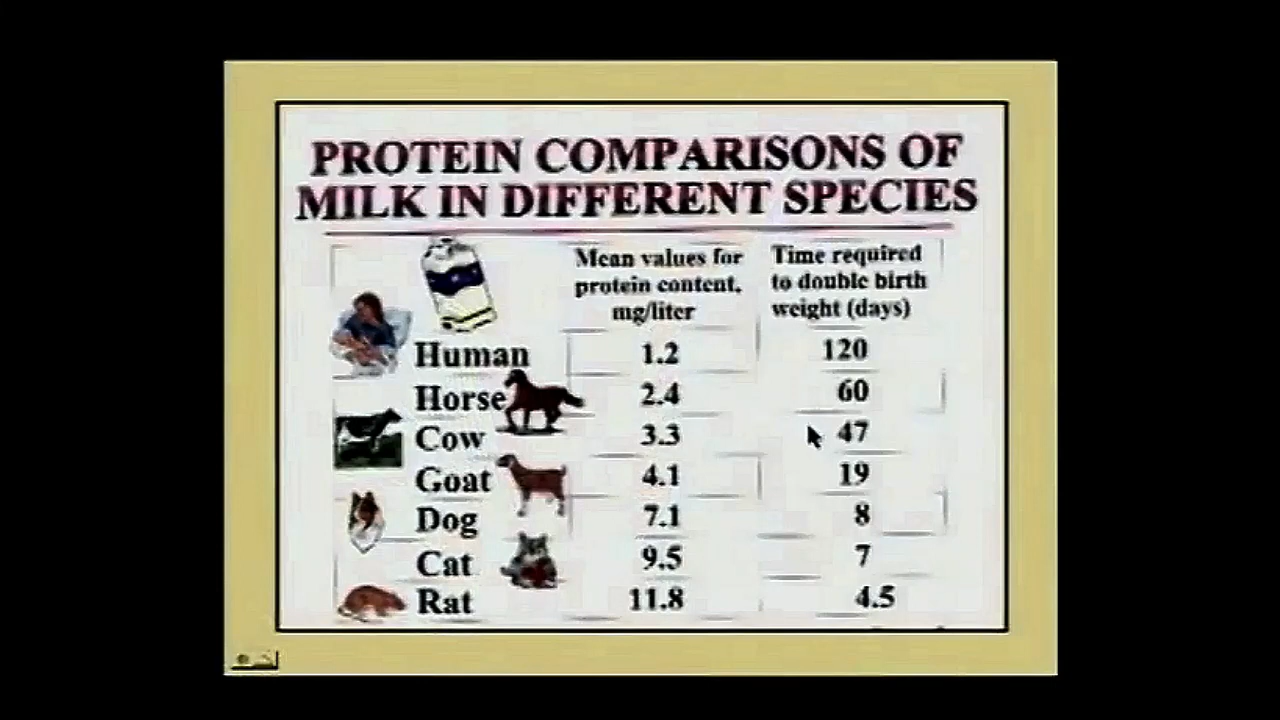 PROTEIN COMPARISONS OF
MILK IN DIFFERENT SPECIES
Mean values for
protein content,
mg/liter
Time required
to double birth
weight (days)
Human 1.2 120
Horse 2.4 60
Cow 3.3 47
Goat 4.1 19
Dog 7.1 8
Cat 9.5 7
Rat 11.8 4.5